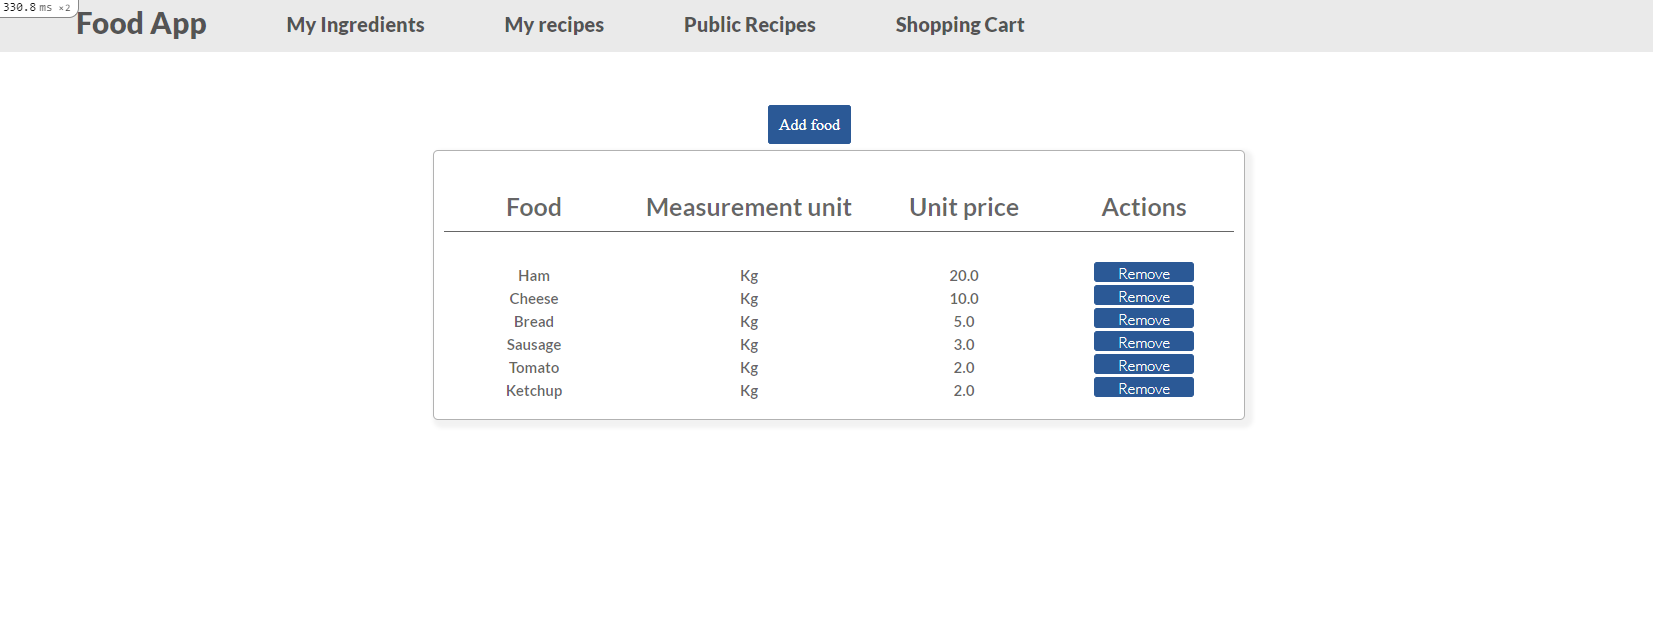 330.8 ms ×2
Food App My Ingredients My recipes Public Recipes Shopping Cart
Add food
Food Measurement unit Unit price Actions
Ham Kg 20.0 Remove
Cheese Kg 10.0 Remove
Bread Kg 5.0 Remove
Sausage Kg 3.0 Remove
Tomato Kg 2.0 Remove
Ketchup Kg 2.0 Remove